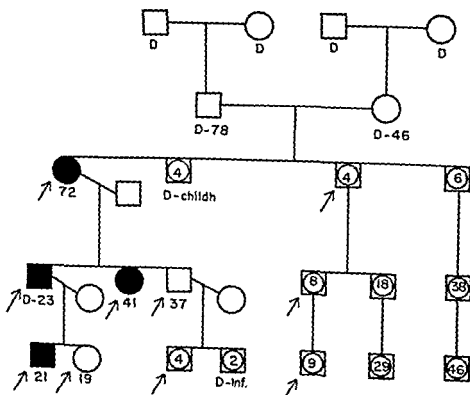 D D D D
D-78 D-46
4 4 6
72 D-childh
8 18 38
D-23 41 37
4 2 9 29 46
21 19 D-Inf.